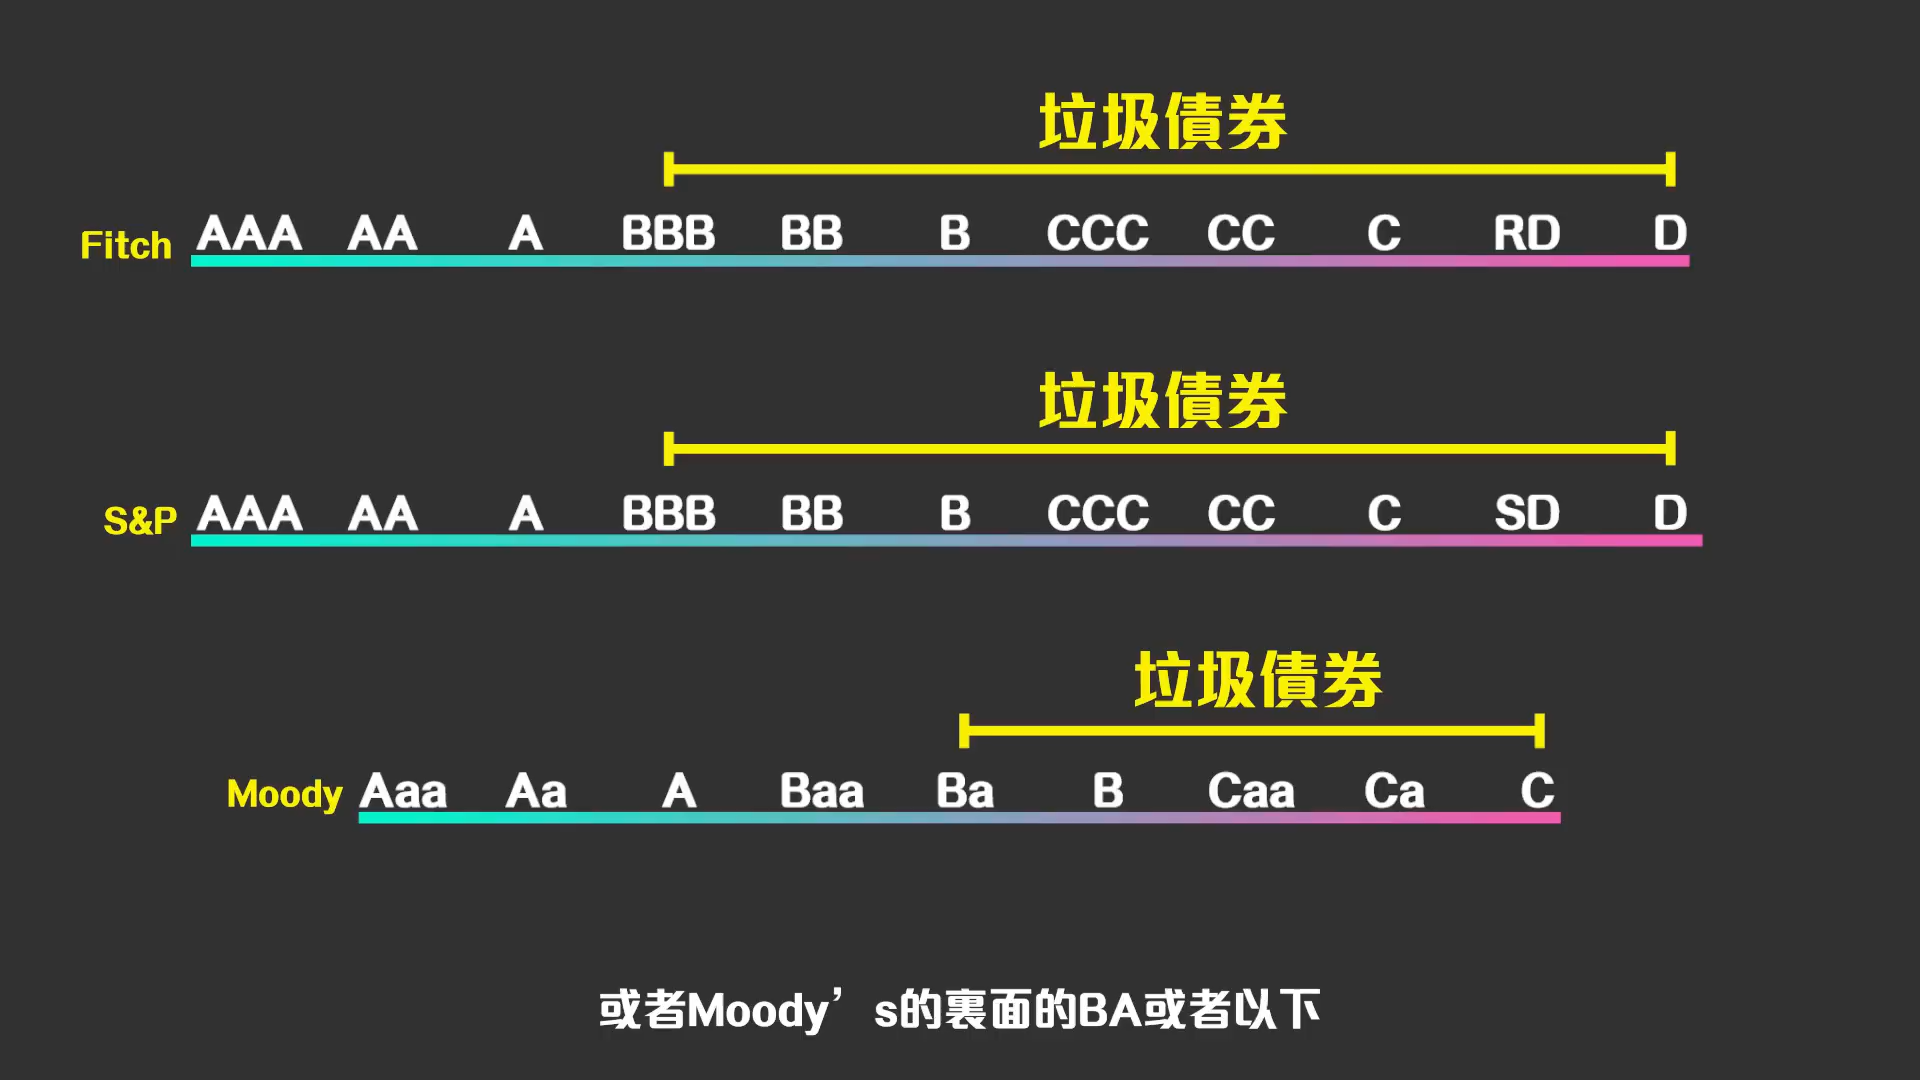 垃圾債券
Fitch AAA AA A BBB BB B CCC CC C RD D
垃圾債券
S&P AAA AA A BBB BB B CCC CC C SD D
垃圾債券
Moody Aaa Aa A Baa Ba B Caa Ca C
或者Moody’s的裏面的BA或者以下